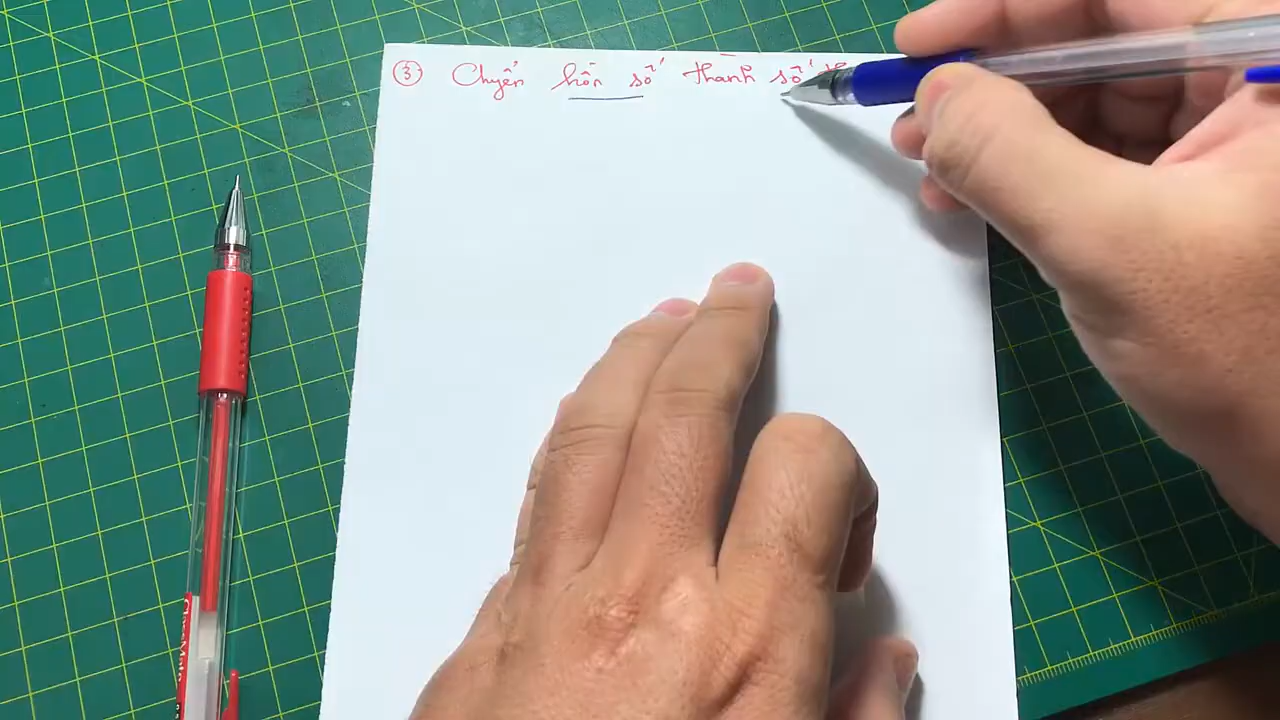 ③ Chuyển hỗn số thành số